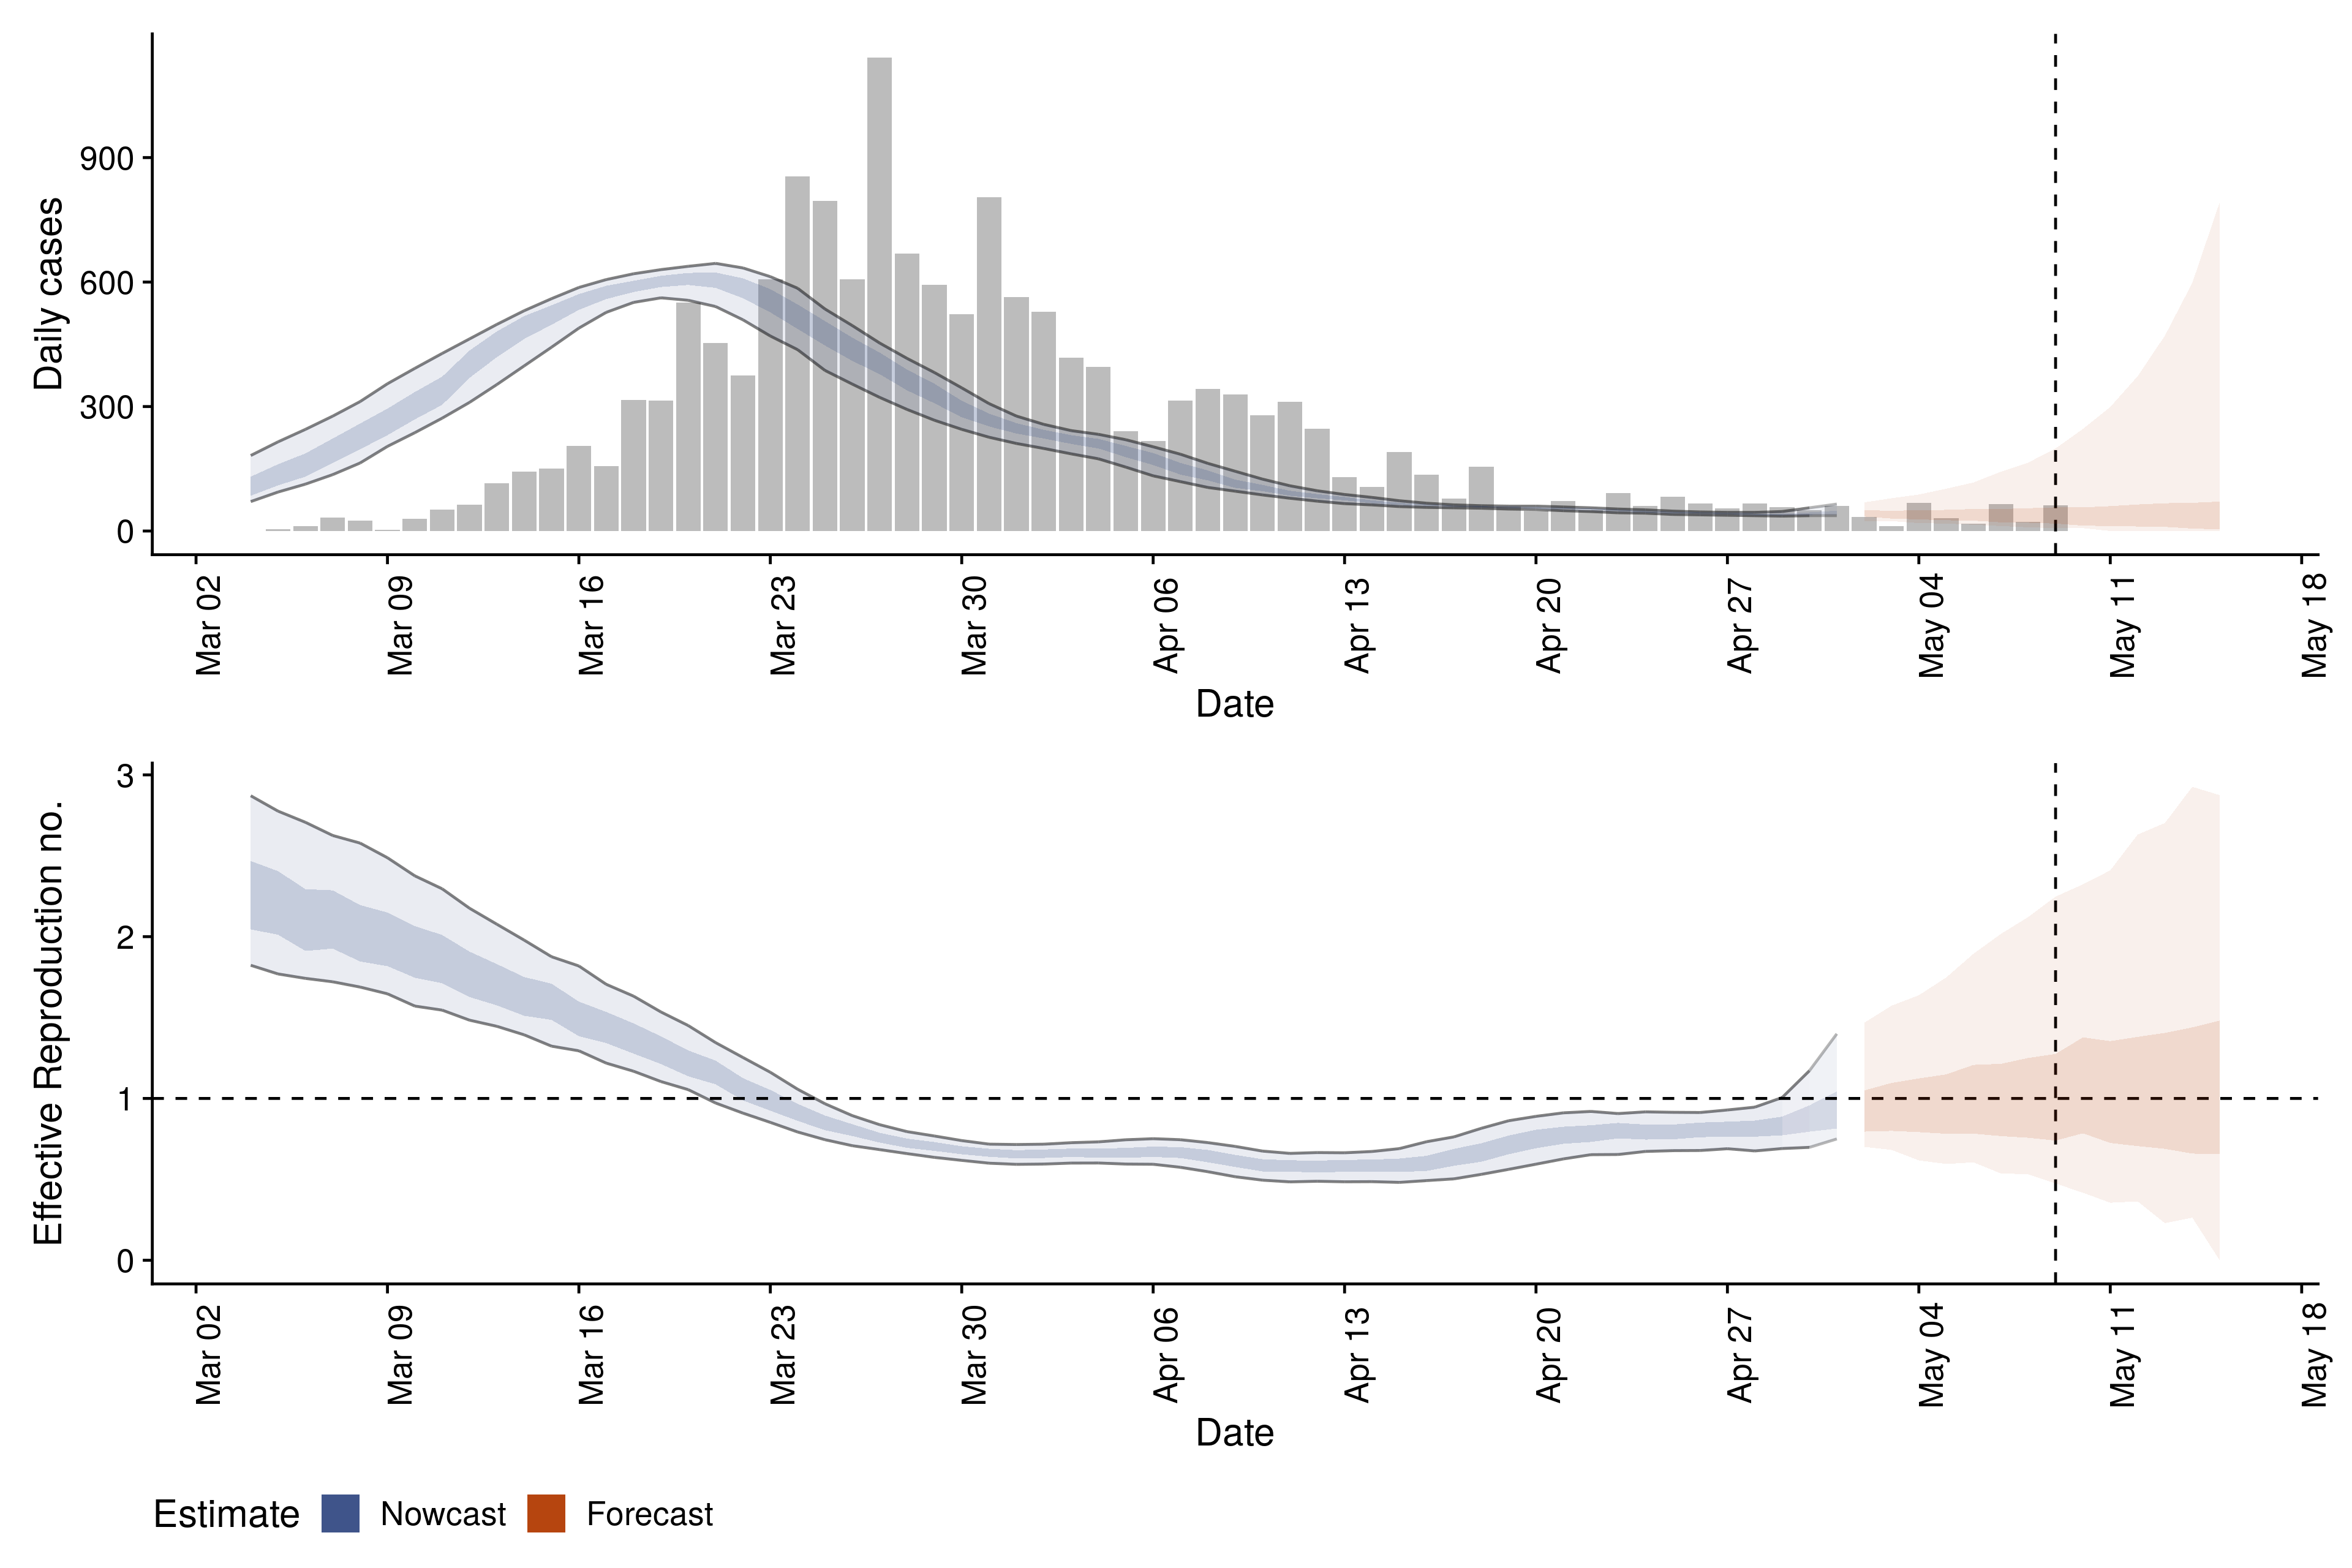 Daily cases
900
600
300
0
Mar 02
Mar 09
Mar 16
Mar 23
Mar 30
Apr 06
Apr 13
Apr 20
Apr 27
May 04
May 11
May 18
Date
Effective Reproduction no.
3
2
1
0
Mar 02
Mar 09
Mar 16
Mar 23
Mar 30
Apr 06
Apr 13
Apr 20
Apr 27
May 04
May 11
May 18
Date
Estimate Nowcast Forecast